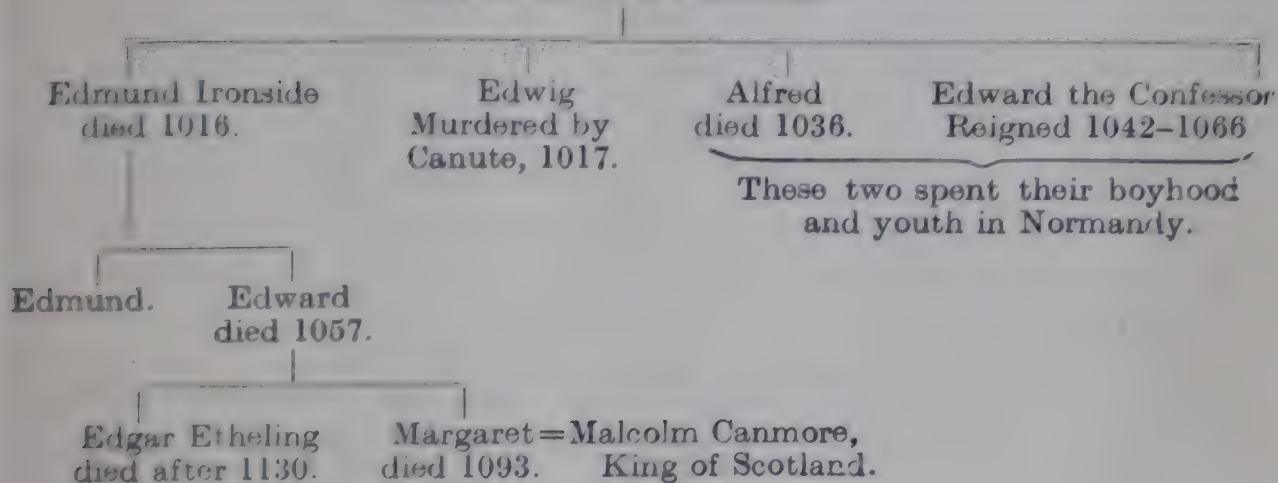 Edmund Ironside
died 1016.
Edwig
Murdered by
Canute, 1017.
Alfred
died 1036.
Edward the Confessor
Reigned 1042–1066
These two spent their boyhood
and youth in Normandy.
Edmund.
Edward
died 1057.
Edgar Etheling
died after 1130.
Margaret = Malcolm Canmore,
died 1093. King of Scotland.